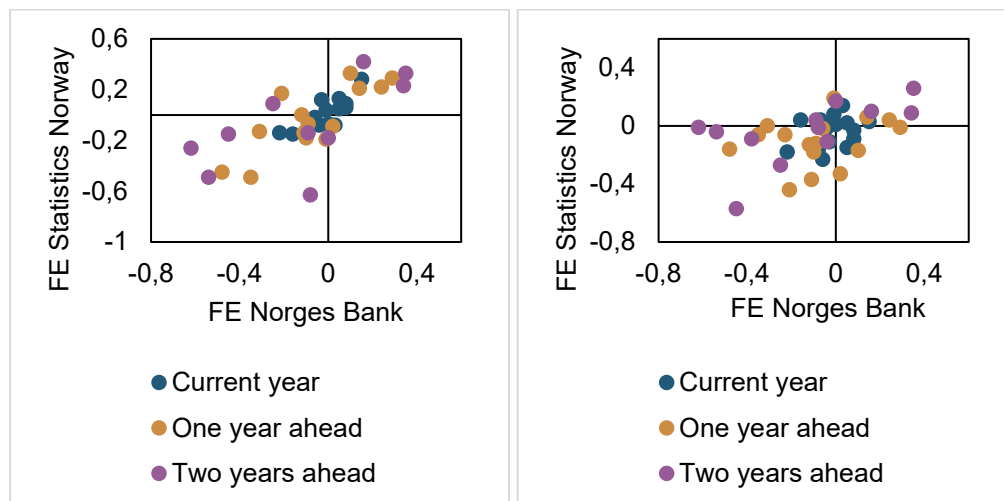 FE Statistics Norway
0,6
0,2
-0,2
-0,6
-1
-0,8
-0,4
0
0,4
FE Norges Bank
Current year
One year ahead
Two years ahead
FE Statistics Norway
0,4
0
-0,4
-0,8
-0,8
-0,4
0
0,4
FE Norges Bank
Current year
One year ahead
Two years ahead